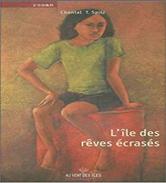 Chantal T. Spitz
L'île des
rêves écrasés
AU VENT DES ÎLES